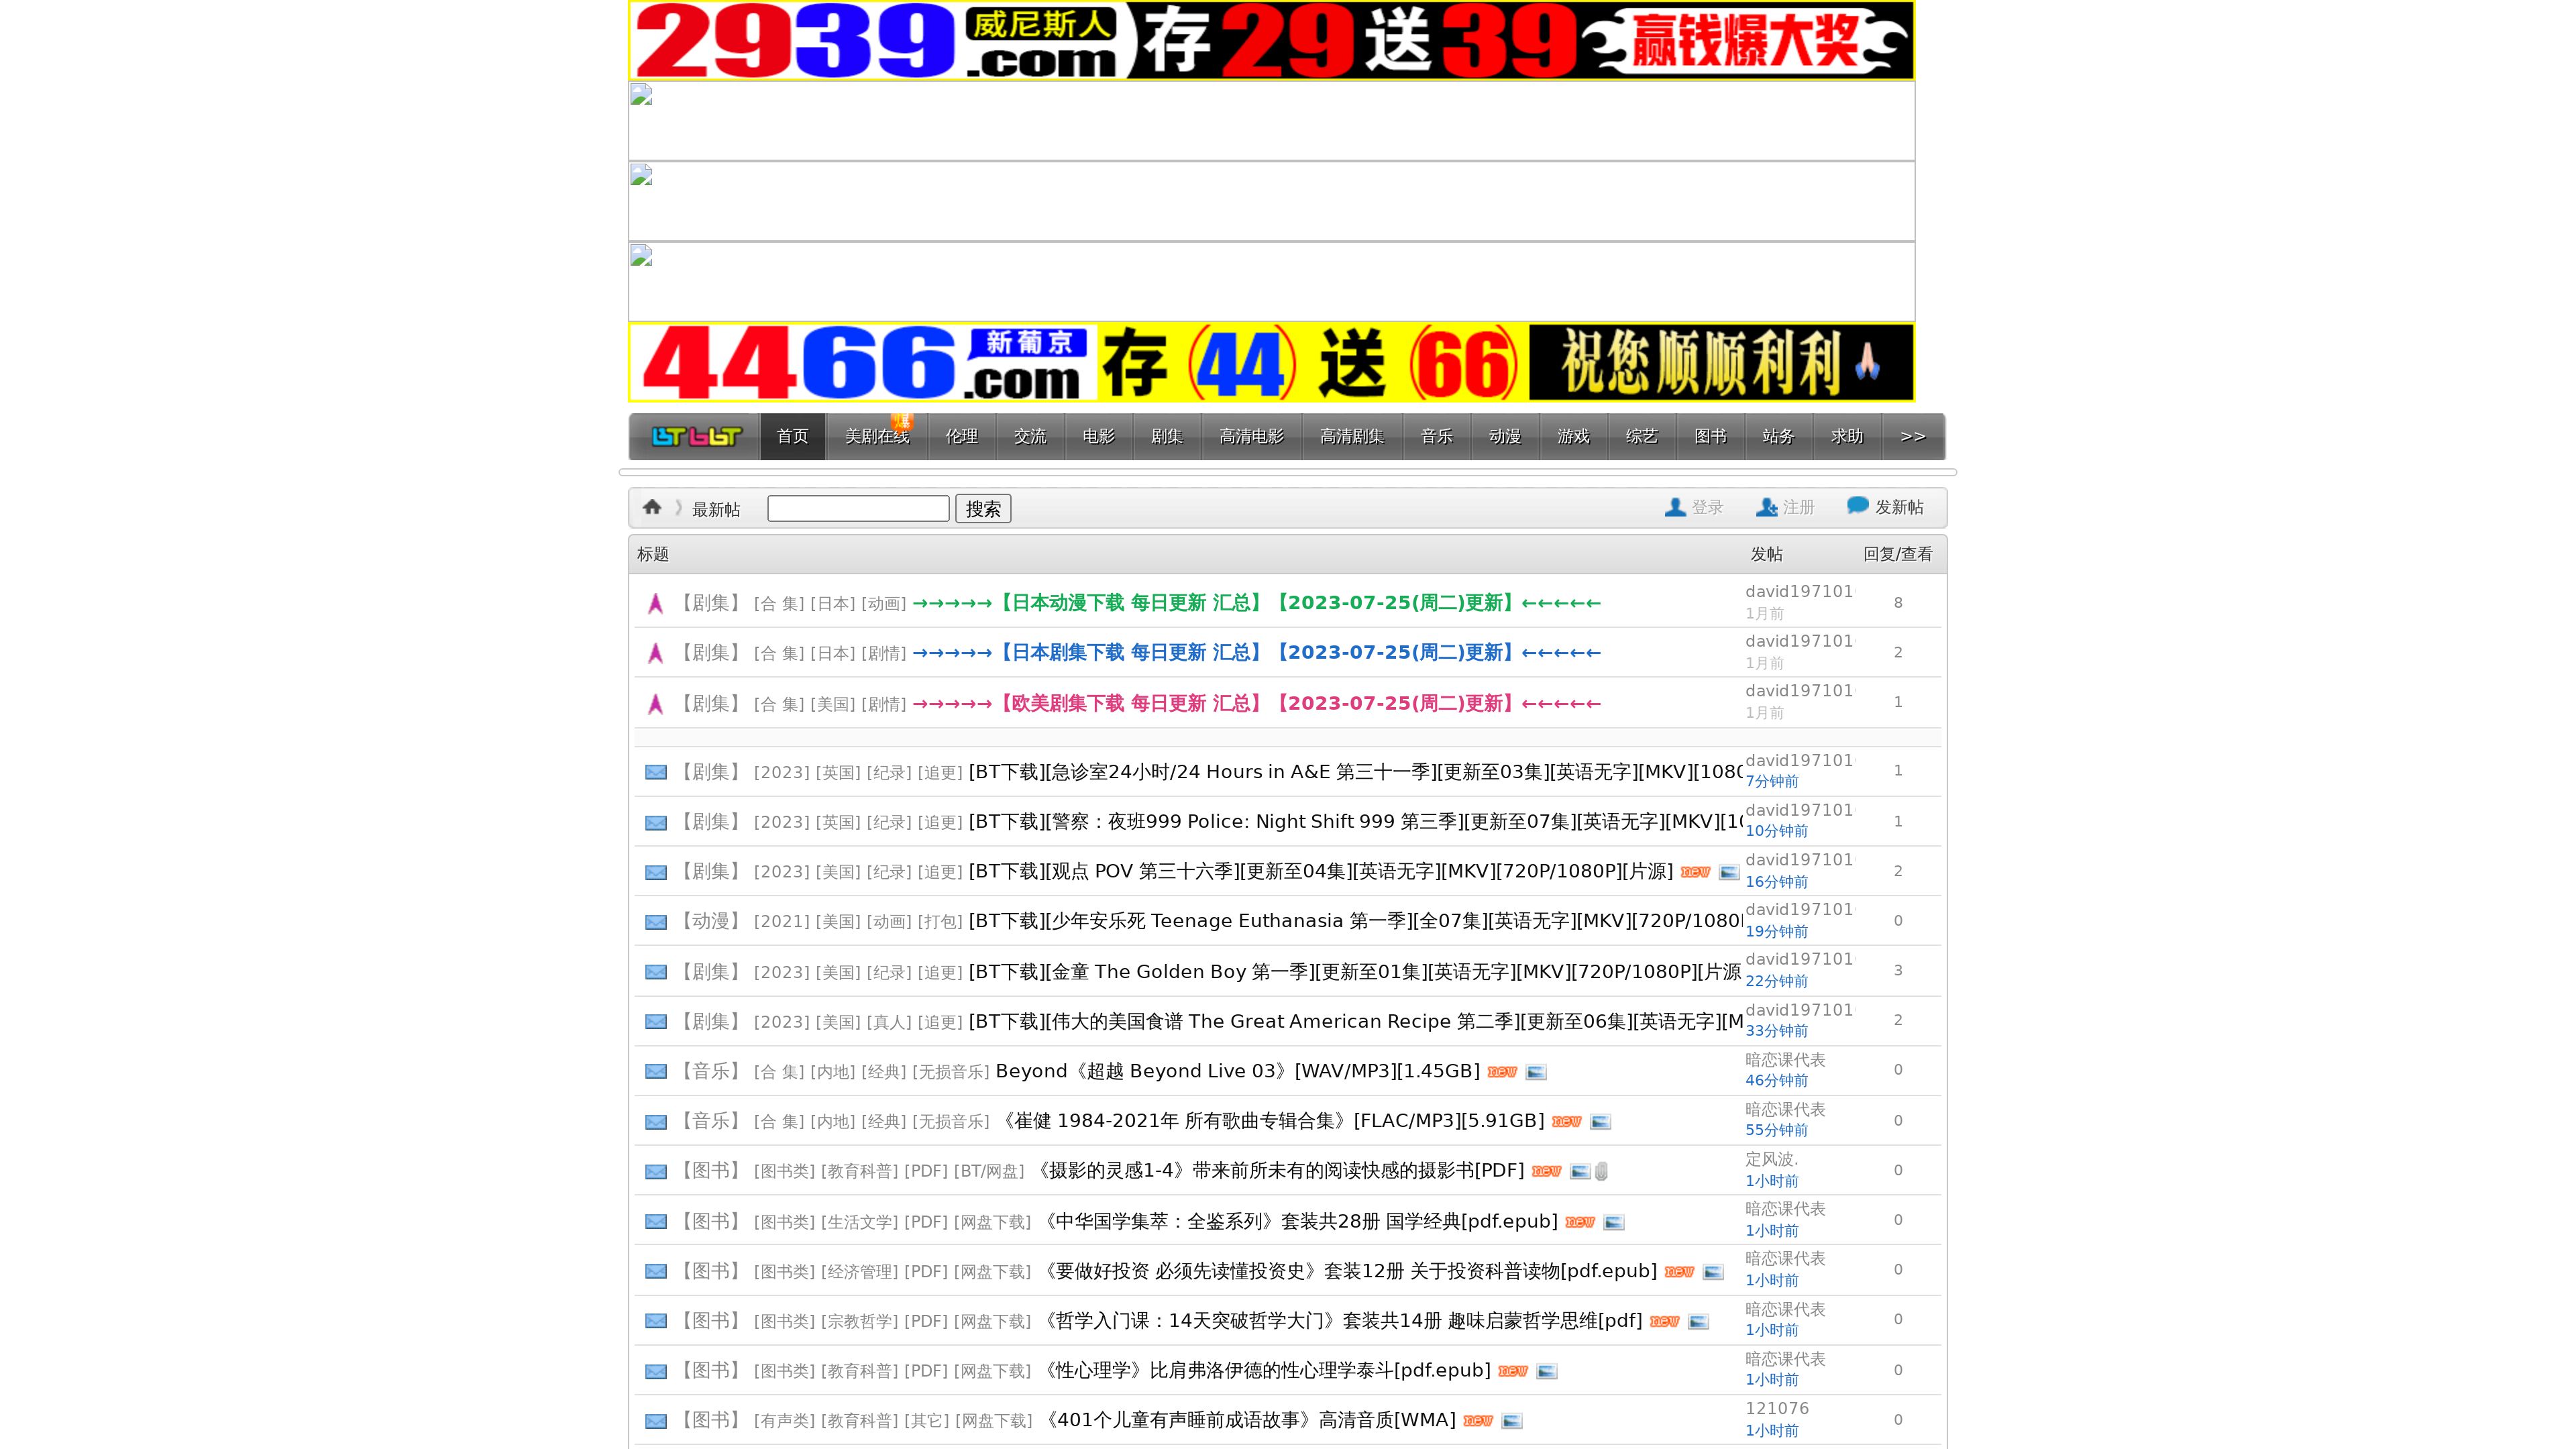 2939 威尼斯人 .com 存29送39 赢钱爆大奖
4466 新葡京 .com 存 (44) 送 (66) 祝您顺顺利利🙏🏻
BTBBT 首页 美剧在线 爆 伦理 交流 电影 剧集 高清电影 高清剧集 音乐 动漫 游戏 综艺 图书 站务 求助 >>
最新帖 搜索 登录 注册 发新帖
标题 发帖 回复/查看
【剧集】 [合 集] [日本] [动画] →→→→→【日本动漫下载 每日更新 汇总】【2023-07-25(周二)更新】←←←←← david197101 8
1月前
【剧集】 [合 集] [日本] [剧情] →→→→→【日本剧集下载 每日更新 汇总】【2023-07-25(周二)更新】←←←←← david197101 2
1月前
【剧集】 [合 集] [美国] [剧情] →→→→→【欧美剧集下载 每日更新 汇总】【2023-07-25(周二)更新】←←←←← david197101 1
1月前
【剧集】 [2023] [英国] [纪录] [追更] [BT下载][急诊室24小时/24 Hours in A&E 第三十一季][更新至03集][英语无字][MKV][1080 david197101 1
7分钟前
【剧集】 [2023] [英国] [纪录] [追更] [BT下载][警察：夜班999 Police: Night Shift 999 第三季][更新至07集][英语无字][MKV][10 david197101 1
10分钟前
【剧集】 [2023] [美国] [纪录] [追更] [BT下载][观点 POV 第三十六季][更新至04集][英语无字][MKV][720P/1080P][片源] new david197101 2
16分钟前
【动漫】 [2021] [美国] [动画] [打包] [BT下载][少年安乐死 Teenage Euthanasia 第一季][全07集][英语无字][MKV][720P/1080 david197101 0
19分钟前
【剧集】 [2023] [美国] [纪录] [追更] [BT下载][金童 The Golden Boy 第一季][更新至01集][英语无字][MKV][720P/1080P][片源 david197101 3
22分钟前
【剧集】 [2023] [美国] [真人] [追更] [BT下载][伟大的美国食谱 The Great American Recipe 第二季][更新至06集][英语无字][M david197101 2
33分钟前
【音乐】 [合 集] [内地] [经典] [无损音乐] Beyond《超越 Beyond Live 03》[WAV/MP3][1.45GB] new 暗恋课代表 0
46分钟前
【音乐】 [合 集] [内地] [经典] [无损音乐] 《崔健 1984-2021年 所有歌曲专辑合集》[FLAC/MP3][5.91GB] new 暗恋课代表 0
55分钟前
【图书】 [图书类] [教育科普] [PDF] [BT/网盘] 《摄影的灵感1-4》带来前所未有的阅读快感的摄影书[PDF] new 定风波. 0
1小时前
【图书】 [图书类] [生活文学] [PDF] [网盘下载] 《中华国学集萃：全鉴系列》套装共28册 国学经典[pdf.epub] new 暗恋课代表 0
1小时前
【图书】 [图书类] [经济管理] [PDF] [网盘下载] 《要做好投资 必须先读懂投资史》套装12册 关于投资科普读物[pdf.epub] new 暗恋课代表 0
1小时前
【图书】 [图书类] [宗教哲学] [PDF] [网盘下载] 《哲学入门课：14天突破哲学大门》套装共14册 趣味启蒙哲学思维[pdf] new 暗恋课代表 0
1小时前
【图书】 [图书类] [教育科普] [PDF] [网盘下载] 《性心理学》比肩弗洛伊德的性心理学泰斗[pdf.epub] new 暗恋课代表 0
1小时前
【图书】 [有声类] [教育科普] [其它] [网盘下载] 《401个儿童有声睡前成语故事》高清音质[WMA] new 121076 0
1小时前